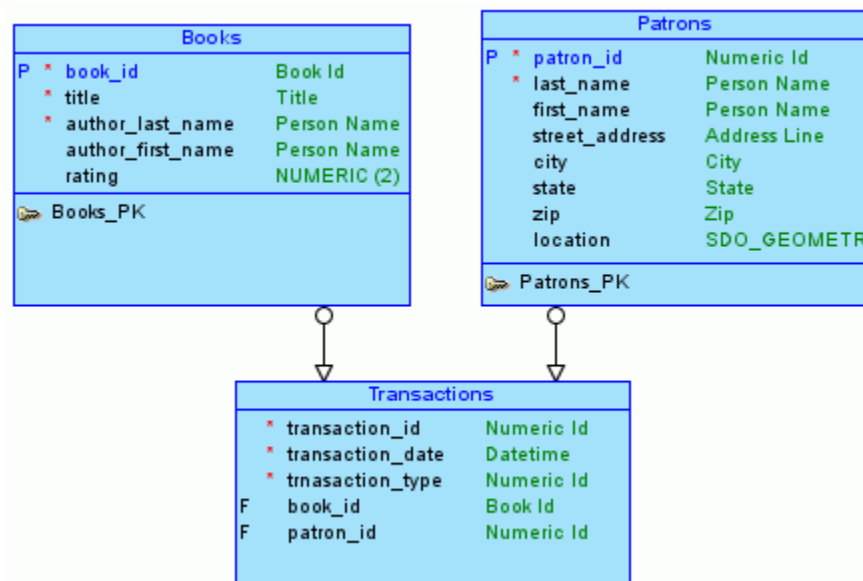 Books
P * book_id Book Id
* title Title
* author_last_name Person Name
author_first_name Person Name
rating NUMERIC (2)
Books_PK
Patrons
P * patron_id Numeric Id
* last_name Person Name
first_name Person Name
street_address Address Line
city City
state State
zip Zip
location SDO_GEOMETR
Patrons_PK
Transactions
* transaction_id Numeric Id
* transaction_date Datetime
* trnasaction_type Numeric Id
F book_id Book Id
F patron_id Numeric Id